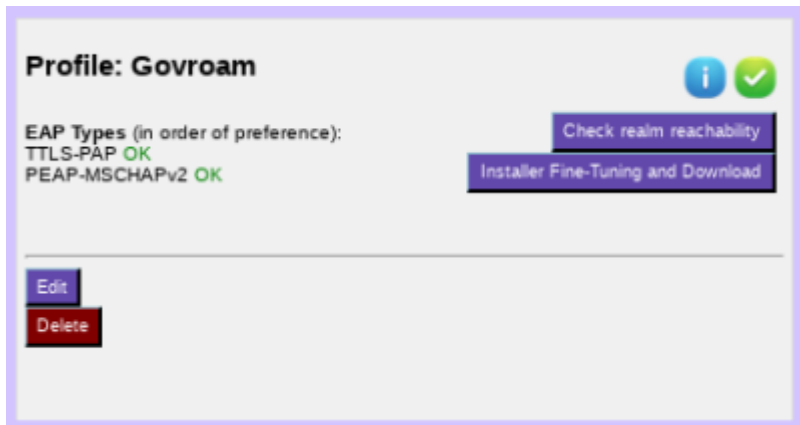 Profile: Govroam
i
EAP Types (in order of preference):
Check realm reachability
TTLS-PAP OK
PEAP-MSCHAPv2 OK
Installer Fine-Tuning and Download
Edit
Delete